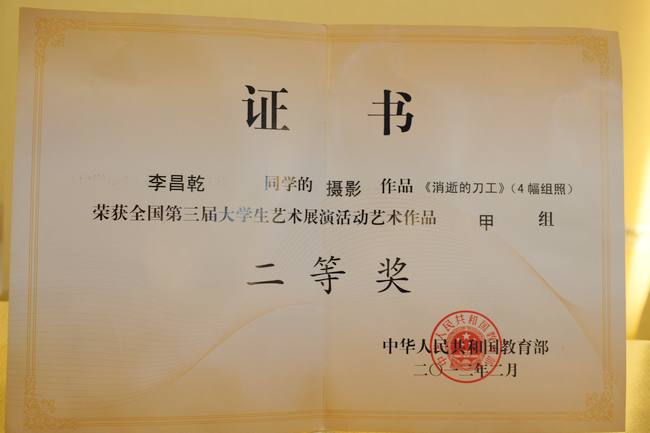 证书
李昌乾 同学的 摄影 作品 《消逝的刀工》（4幅组照）
荣获全国第三届大学生艺术展演活动艺术作品 甲 组
二等奖
中华人民共和国教育部
二〇一二年二月